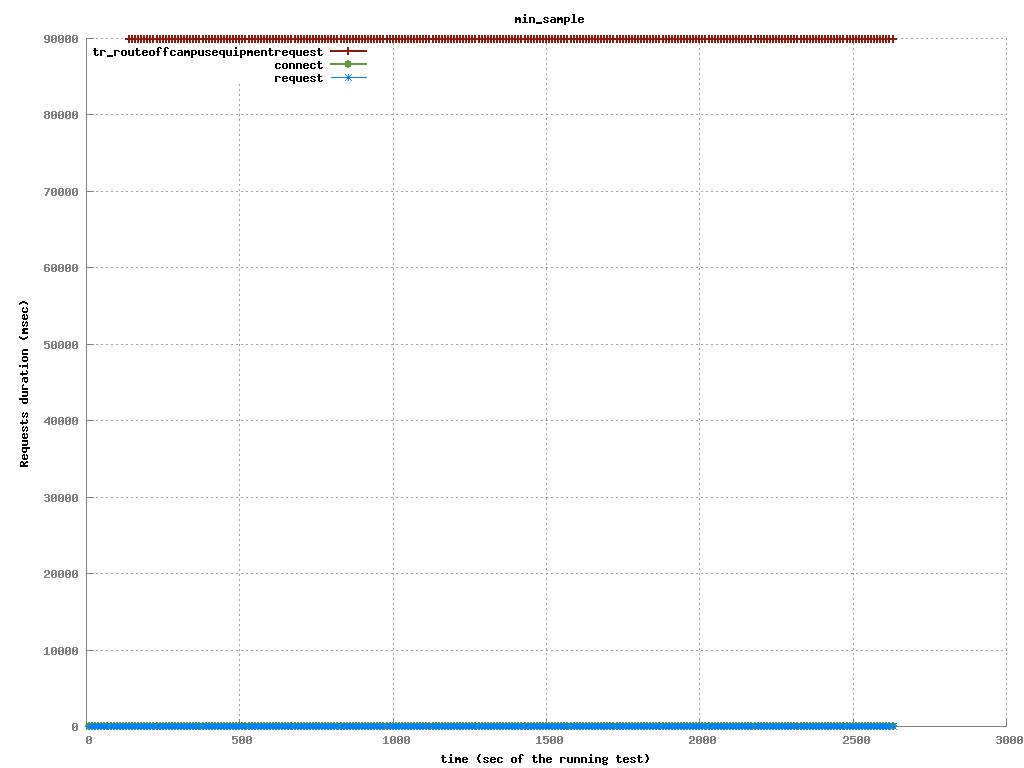 min_sample
90000
tr_routeoffcampusequipmentrequest
connect
request
80000
70000
60000
50000
40000
30000
20000
10000
0
Requests duration (msec)
0 500 1000 1500 2000 2500 3000
time (sec of the running test)